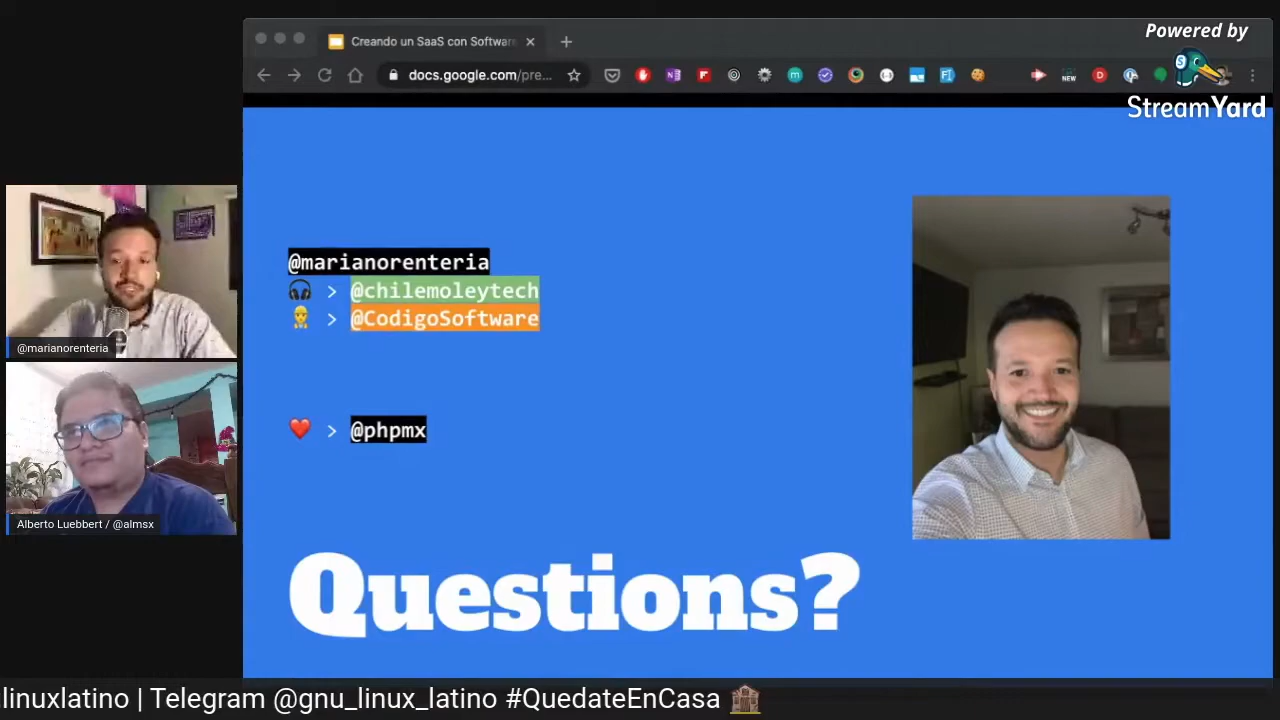 Creando un SaaS con Softwar
docs.google.com/pre...
NEW
Powered by
StreamYard
@marianorenteria
> @chilemoleytech
> @CodigoSoftware
> @phpmx
Questions?
@marianorenteria
Alberto Luebbert / @almsx
linuxlatino | Telegram @gnu_linux_latino #QuedateEnCasa